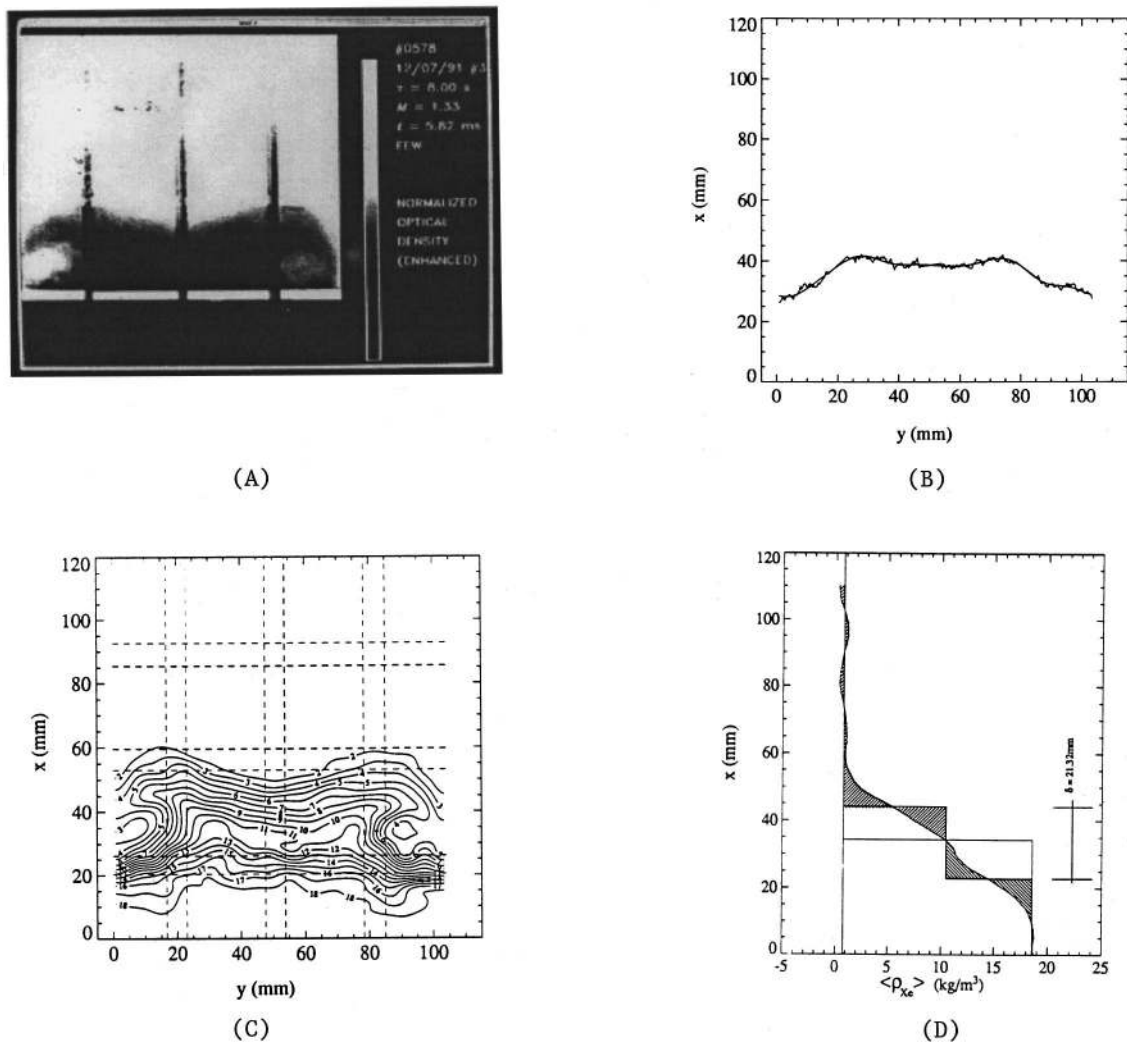 #0578
12/07/91 #3
τ = 8.00 s
M = 1.33
t = 5.82 ms
EEW
NORMALIZED
OPTICAL
DENSITY
(ENHANCED)
(A)
120
100
80
60
40
20
0
x (mm)
0 20 40 60 80 100
y (mm)
(B)
120
100
80
60
40
20
0
x (mm)
0 20 40 60 80 100
y (mm)
(C)
120
100
80
60
40
20
0
x (mm)
δ = 21.32mm
-5 0 5 10 15 20 25
<ρXe> (kg/m³)
(D)